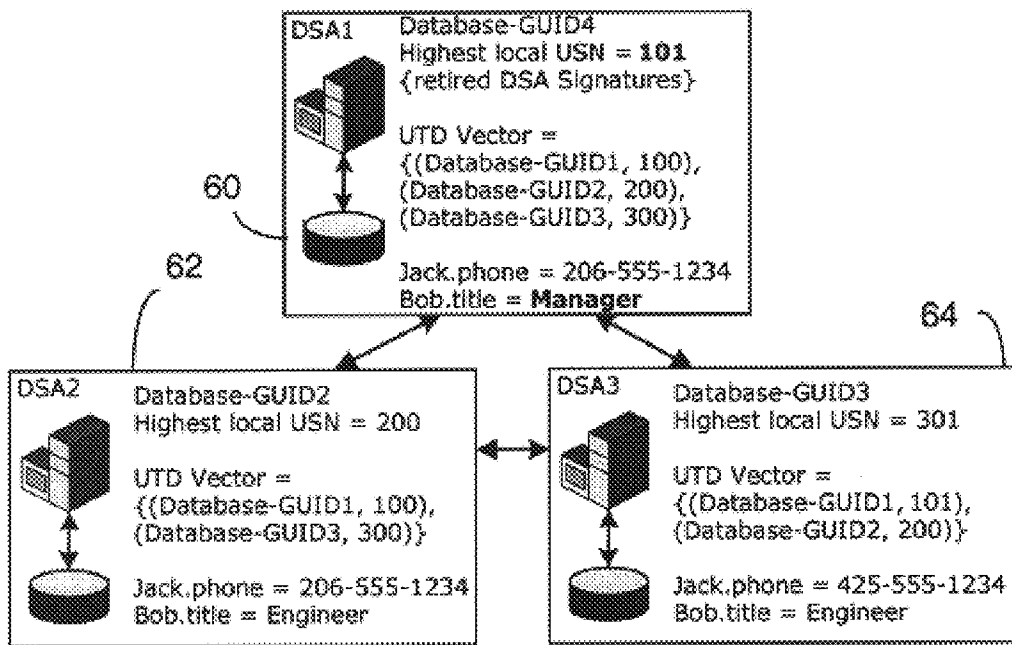 DSA1
Database-GUID4
Highest local USN = 101
{retired DSA Signatures}
UTD Vector =
{(Database-GUID1, 100),
(Database-GUID2, 200),
(Database-GUID3, 300)}
Jack.phone = 206-555-1234
Bob.title = Manager
60
62
64
DSA2
Database-GUID2
Highest local USN = 200
UTD Vector =
{(Database-GUID1, 100),
(Database-GUID3, 300)}
Jack.phone = 206-555-1234
Bob.title = Engineer
DSA3
Database-GUID3
Highest local USN = 301
UTD Vector =
{(Database-GUID1, 101),
(Database-GUID2, 200)}
Jack.phone = 425-555-1234
Bob.title = Engineer